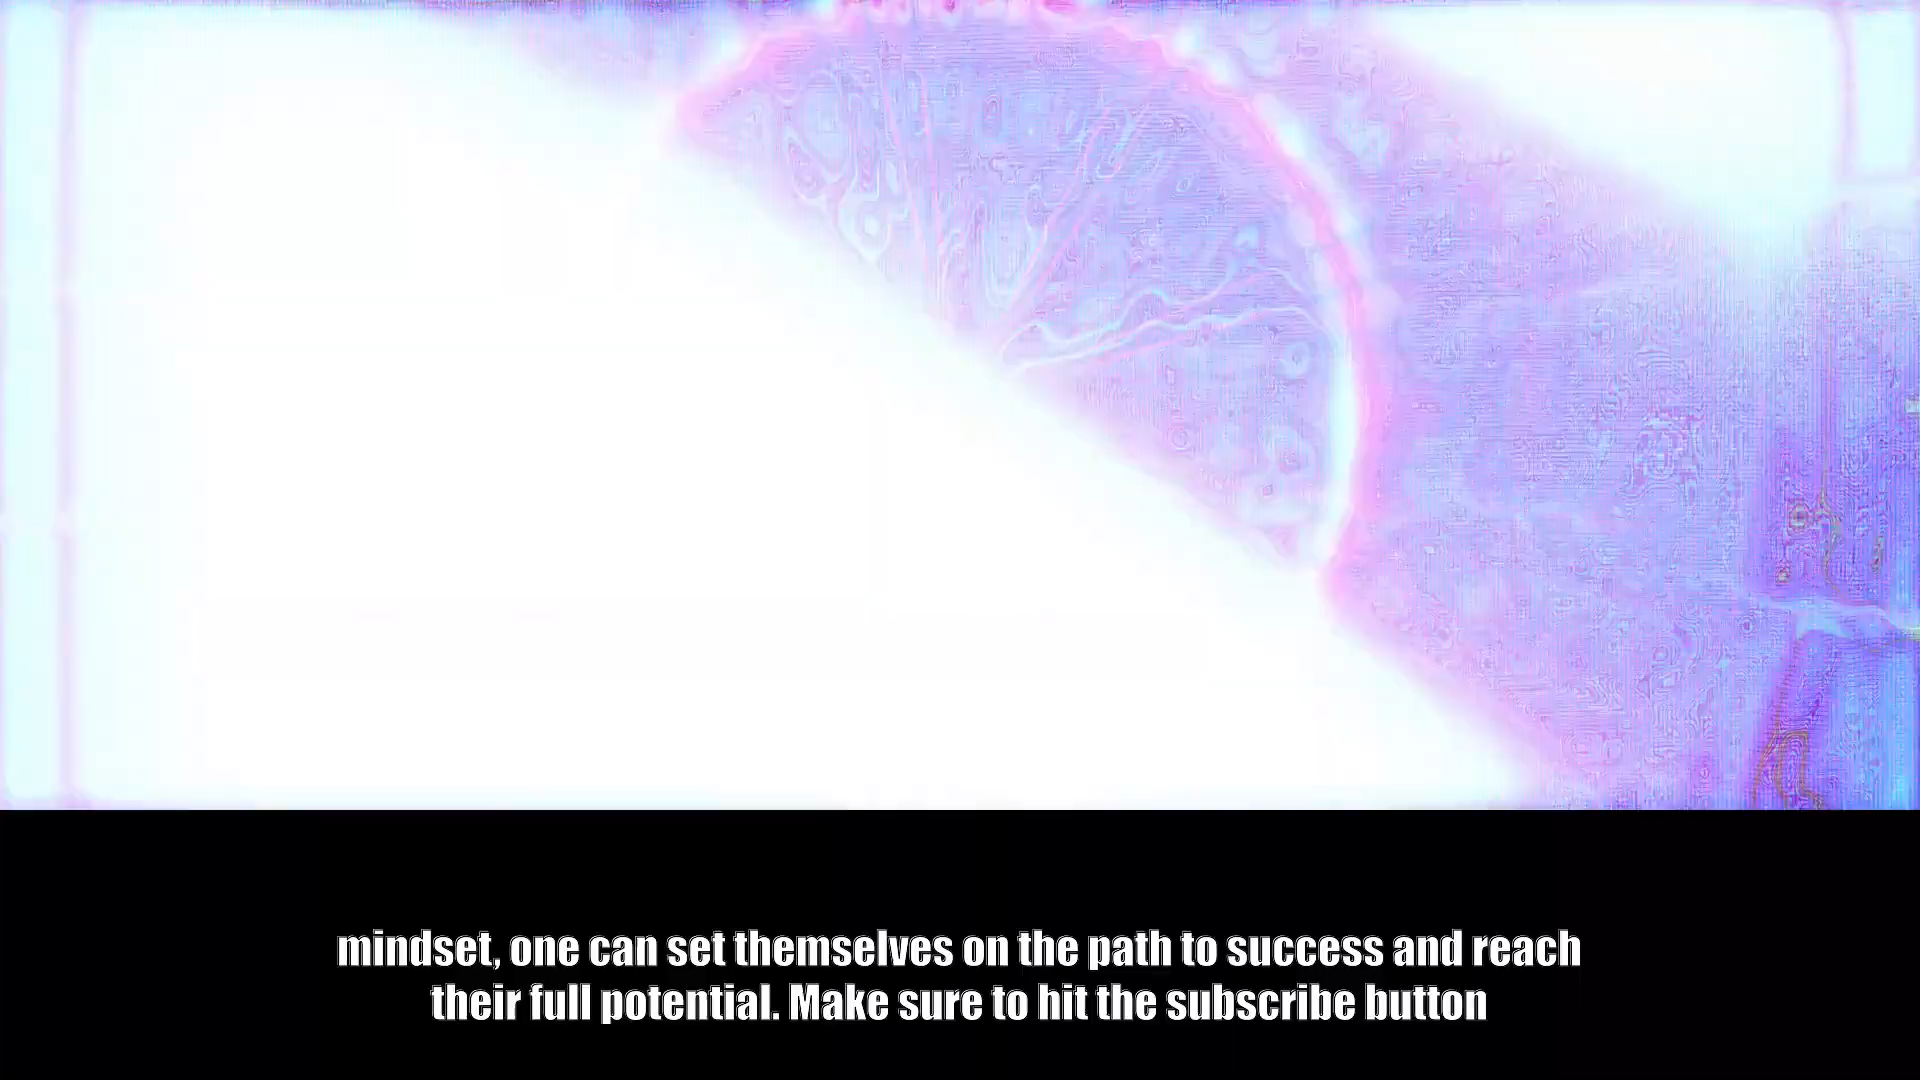 mindset, one can set themselves on the path to success and reach
their full potential. Make sure to hit the subscribe button